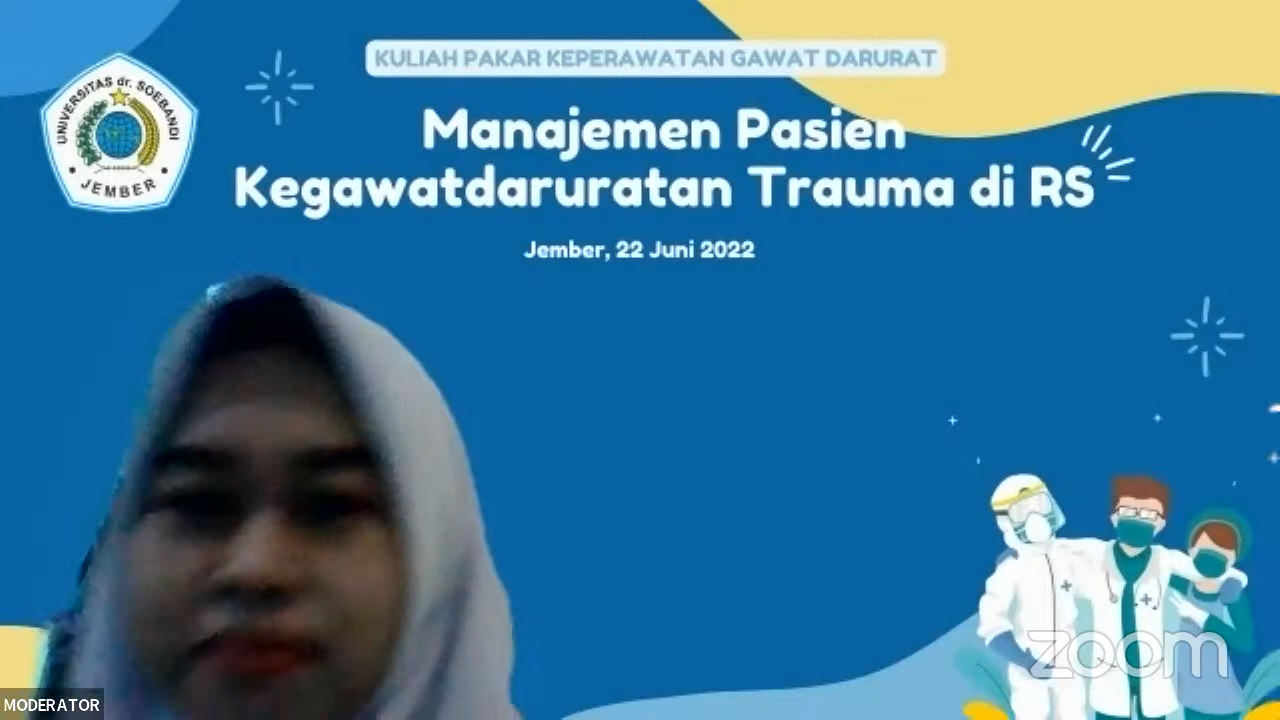 KULIAH PAKAR KEPERAWATAN GAWAT DARURAT
UNIVERSITAS dr. SOEBANDI
JEMBER
Manajemen Pasien
Kegawatdaruratan Trauma di RS
Jember, 22 Juni 2022
zoom
MODERATOR